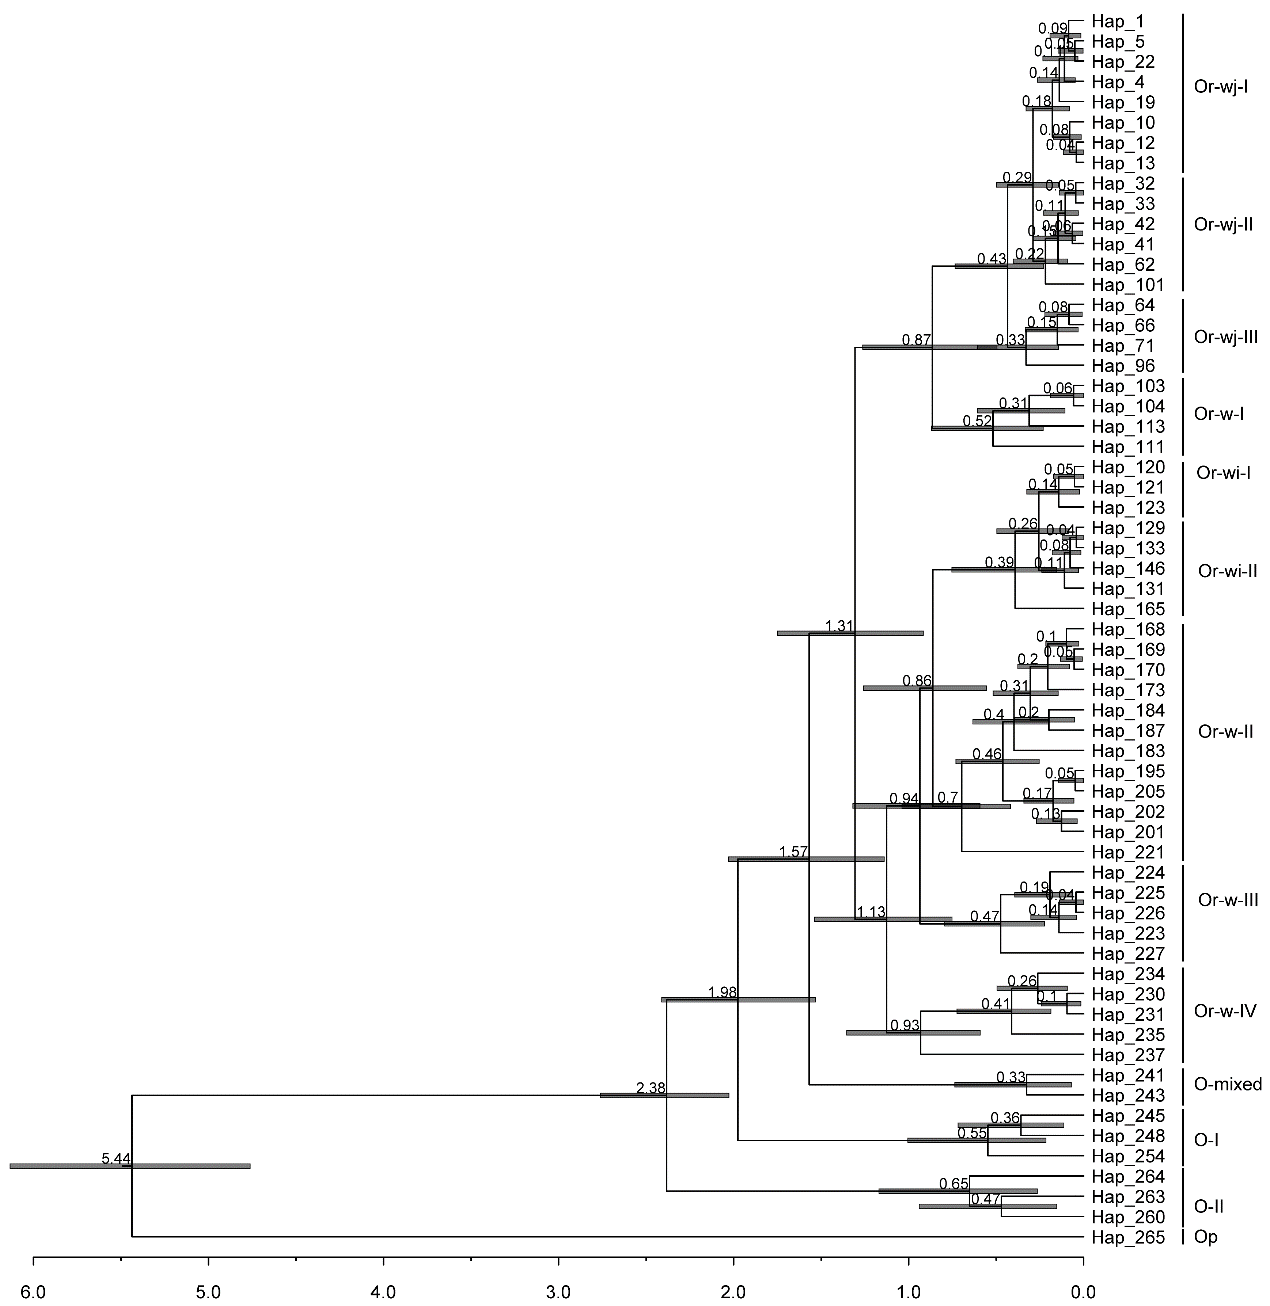 Hap_1
0.09
Hap_5
0.05
0.11
Hap_22
0.14
Hap_4
0.18
Hap_19
Or-wj-I
Hap_10
0.08
Hap_12
0.04
Hap_13
0.29
Hap_32
0.05
Hap_33
0.11
Hap_42
0.06
0.15
Hap_41
Or-wj-II
0.43
0.22
Hap_62
Hap_101
Hap_64
0.08
Hap_66
0.15
0.87
0.33
Hap_71
Or-wj-III
Hap_96
Hap_103
0.06
Hap_104
0.31
0.52
Hap_113
Or-w-I
Hap_111
Hap_120
0.05
Or-wi-I
Hap_121
0.14
Hap_123
Hap_129
0.26
0.04
Hap_133
0.08
0.39
0.11
Hap_146
Or-wi-II
Hap_131
Hap_165
1.31
Hap_168
0.1
Hap_169
0.05
0.2
Hap_170
0.86
0.31
Hap_173
0.4
0.2
Hap_184
Hap_187
Or-w-II
0.46
Hap_183
Hap_195
0.05
Hap_205
0.94
0.7
0.17
Hap_202
0.13
Hap_201
1.57
Hap_221
Hap_224
0.19
0.04
Hap_225
Or-w-III
1.13
0.47
0.14
Hap_226
Hap_223
Hap_227
Hap_234
0.26
1.98
0.1
Hap_230
0.41
Hap_231
Or-w-IV
0.93
Hap_235
Hap_237
0.33
Hap_241
O-mixed
2.38
Hap_243
0.36
Hap_245
0.55
Hap_248
O-I
5.44
Hap_254
0.65
Hap_264
0.47
Hap_263
O-II
Hap_260
Hap_265
Op
6.0 5.0 4.0 3.0 2.0 1.0 0.0